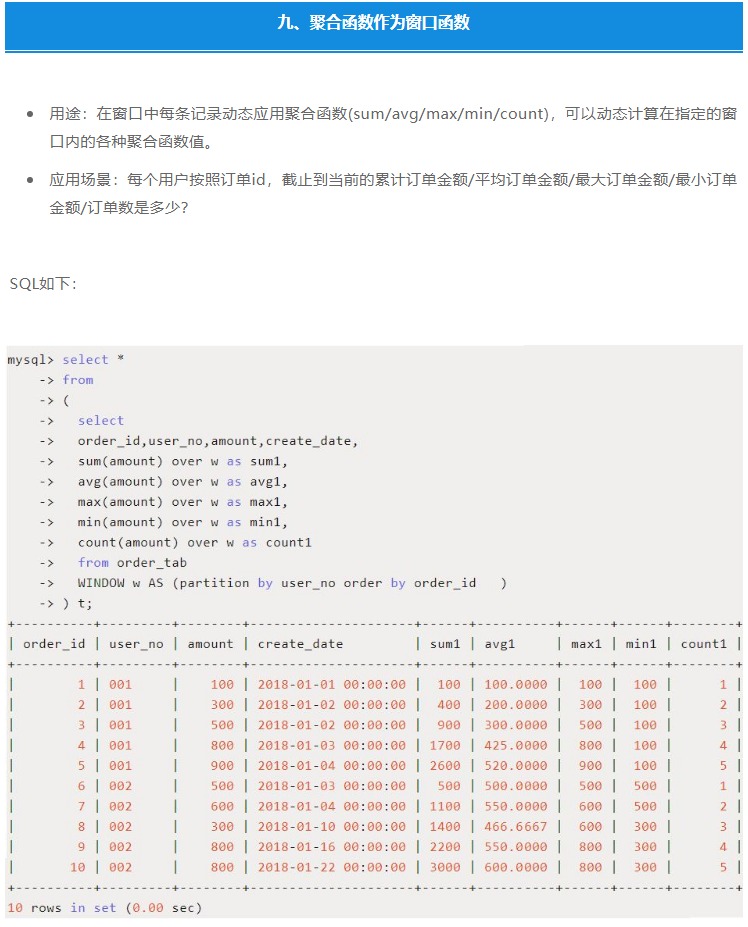 九、聚合函数作为窗口函数
• 用途：在窗口中每条记录动态应用聚合函数(sum/avg/max/min/count)，可以动态计算在指定的窗
口内的各种聚合函数值。
• 应用场景：每个用户按照订单id，截止到当前的累计订单金额/平均订单金额/最大订单金额/最小订单
金额/订单数是多少？
SQL如下：
mysql> select *
    -> from
    -> (
    ->   select
    ->   order_id,user_no,amount,create_date,
    ->   sum(amount) over w as sum1,
    ->   avg(amount) over w as avg1,
    ->   max(amount) over w as max1,
    ->   min(amount) over w as min1,
    ->   count(amount) over w as count1
    ->   from order_tab
    ->   WINDOW w AS (partition by user_no order by order_id   )
    -> ) t;
+----------+---------+--------+---------------------+------+----------+------+------+--------+
| order_id | user_no | amount | create_date         | sum1 | avg1     | max1 | min1 | count1 |
+----------+---------+--------+---------------------+------+----------+------+------+--------+
|        1 | 001     |    100 | 2018-01-01 00:00:00 |  100 | 100.0000 |  100 |  100 |      1 |
|        2 | 001     |    300 | 2018-01-02 00:00:00 |  400 | 200.0000 |  300 |  100 |      2 |
|        3 | 001     |    500 | 2018-01-02 00:00:00 |  900 | 300.0000 |  500 |  100 |      3 |
|        4 | 001     |    800 | 2018-01-03 00:00:00 | 1700 | 425.0000 |  800 |  100 |      4 |
|        5 | 001     |    900 | 2018-01-04 00:00:00 | 2600 | 520.0000 |  900 |  100 |      5 |
|        6 | 002     |    500 | 2018-01-03 00:00:00 |  500 | 500.0000 |  500 |  500 |      1 |
|        7 | 002     |    600 | 2018-01-04 00:00:00 | 1100 | 550.0000 |  600 |  500 |      2 |
|        8 | 002     |    300 | 2018-01-10 00:00:00 | 1400 | 466.6667 |  600 |  300 |      3 |
|        9 | 002     |    800 | 2018-01-16 00:00:00 | 2200 | 550.0000 |  800 |  300 |      4 |
|       10 | 002     |    800 | 2018-01-22 00:00:00 | 3000 | 600.0000 |  800 |  300 |      5 |
+----------+---------+--------+---------------------+------+----------+------+------+--------+
10 rows in set (0.00 sec)